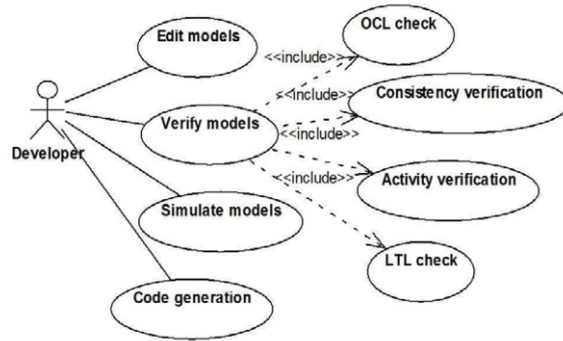 Edit models
OCL check
<<include>>
<<include>>
Consistency verification
Verify models
<<include>>
Developer
<<include>>
Activity verification
Simulate models
LTL check
Code generation